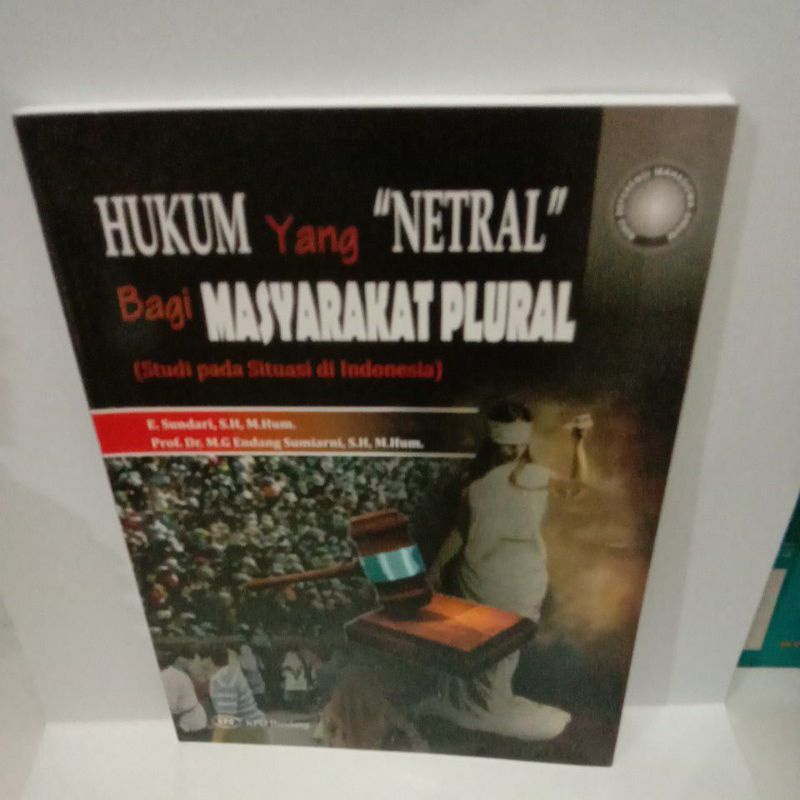 HUKUM Yang "NETRAL"
Bagi MASYARAKAT PLURAL
(Studi pada Situasi di Indonesia)
E. Sundari, S.H, M.Hum.
Prof. Dr. M.G Endang Sumiarni, S.H, M.Hum.